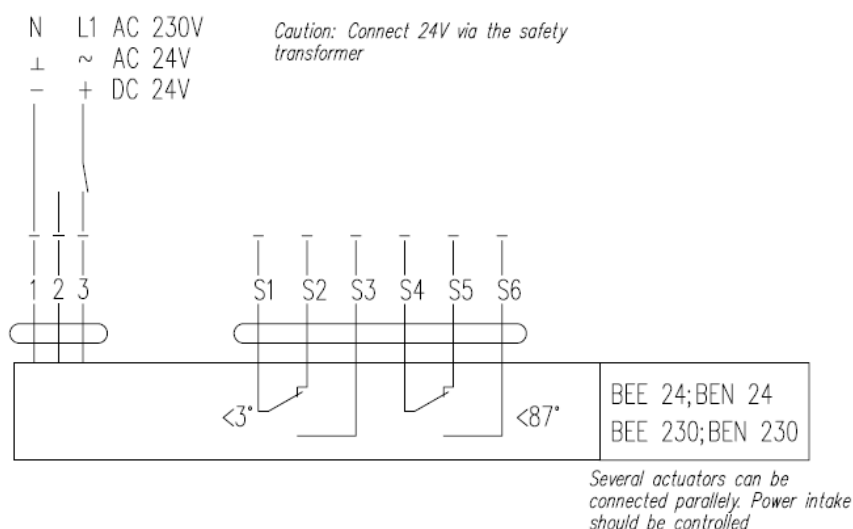 N L1 AC 230V
⊥ ~ AC 24V
− + DC 24V
Caution: Connect 24V via the safety
transformer
1 2 3 S1 S2 S3 S4 S5 S6
<3° <87°
BEE 24;BEN 24
BEE 230;BEN 230
Several actuators can be
connected parallely. Power intake
should be controlled